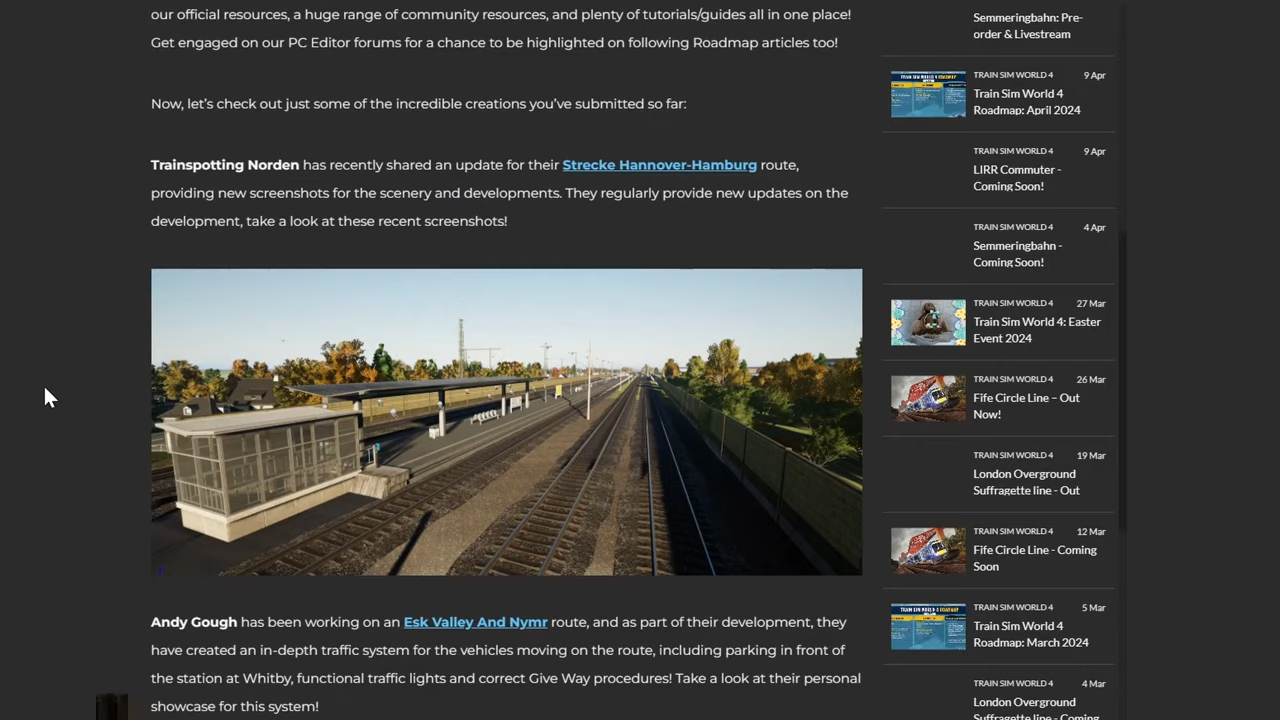 our official resources, a huge range of community resources, and plenty of tutorials/guides all in one place!
Get engaged on our PC Editor forums for a chance to be highlighted on following Roadmap articles too!
Now, let's check out just some of the incredible creations you've submitted so far:
Trainspotting Norden has recently shared an update for their Strecke Hannover-Hamburg route,
providing new screenshots for the scenery and developments. They regularly provide new updates on the
development, take a look at these recent screenshots!
Andy Gough has been working on an Esk Valley And Nymr route, and as part of their development, they
have created an in-depth traffic system for the vehicles moving on the route, including parking in front of
the station at Whitby, functional traffic lights and correct Give Way procedures! Take a look at their personal
showcase for this system!
Semmeringbahn: Pre-
order & Livestream
TRAIN SIM WORLD 4 9 Apr
Train Sim World 4
Roadmap: April 2024
TRAIN SIM WORLD 4 9 Apr
LIRR Commuter -
Coming Soon!
TRAIN SIM WORLD 4 4 Apr
Semmeringbahn -
Coming Soon!
TRAIN SIM WORLD 4 27 Mar
Train Sim World 4: Easter
Event 2024
TRAIN SIM WORLD 4 26 Mar
Fife Circle Line – Out
Now!
TRAIN SIM WORLD 4 19 Mar
London Overground
Suffragette line - Out
TRAIN SIM WORLD 4 12 Mar
Fife Circle Line - Coming
Soon
TRAIN SIM WORLD 4 5 Mar
Train Sim World 4
Roadmap: March 2024
TRAIN SIM WORLD 4 4 Mar
London Overground
Suffragette line - Coming